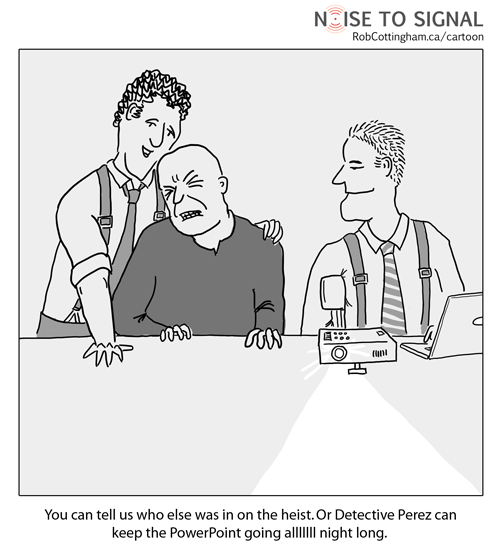 NOISE TO SIGNAL
RobCottingham.ca/cartoon
You can tell us who else was in on the heist. Or Detective Perez can
keep the PowerPoint going alllllll night long.